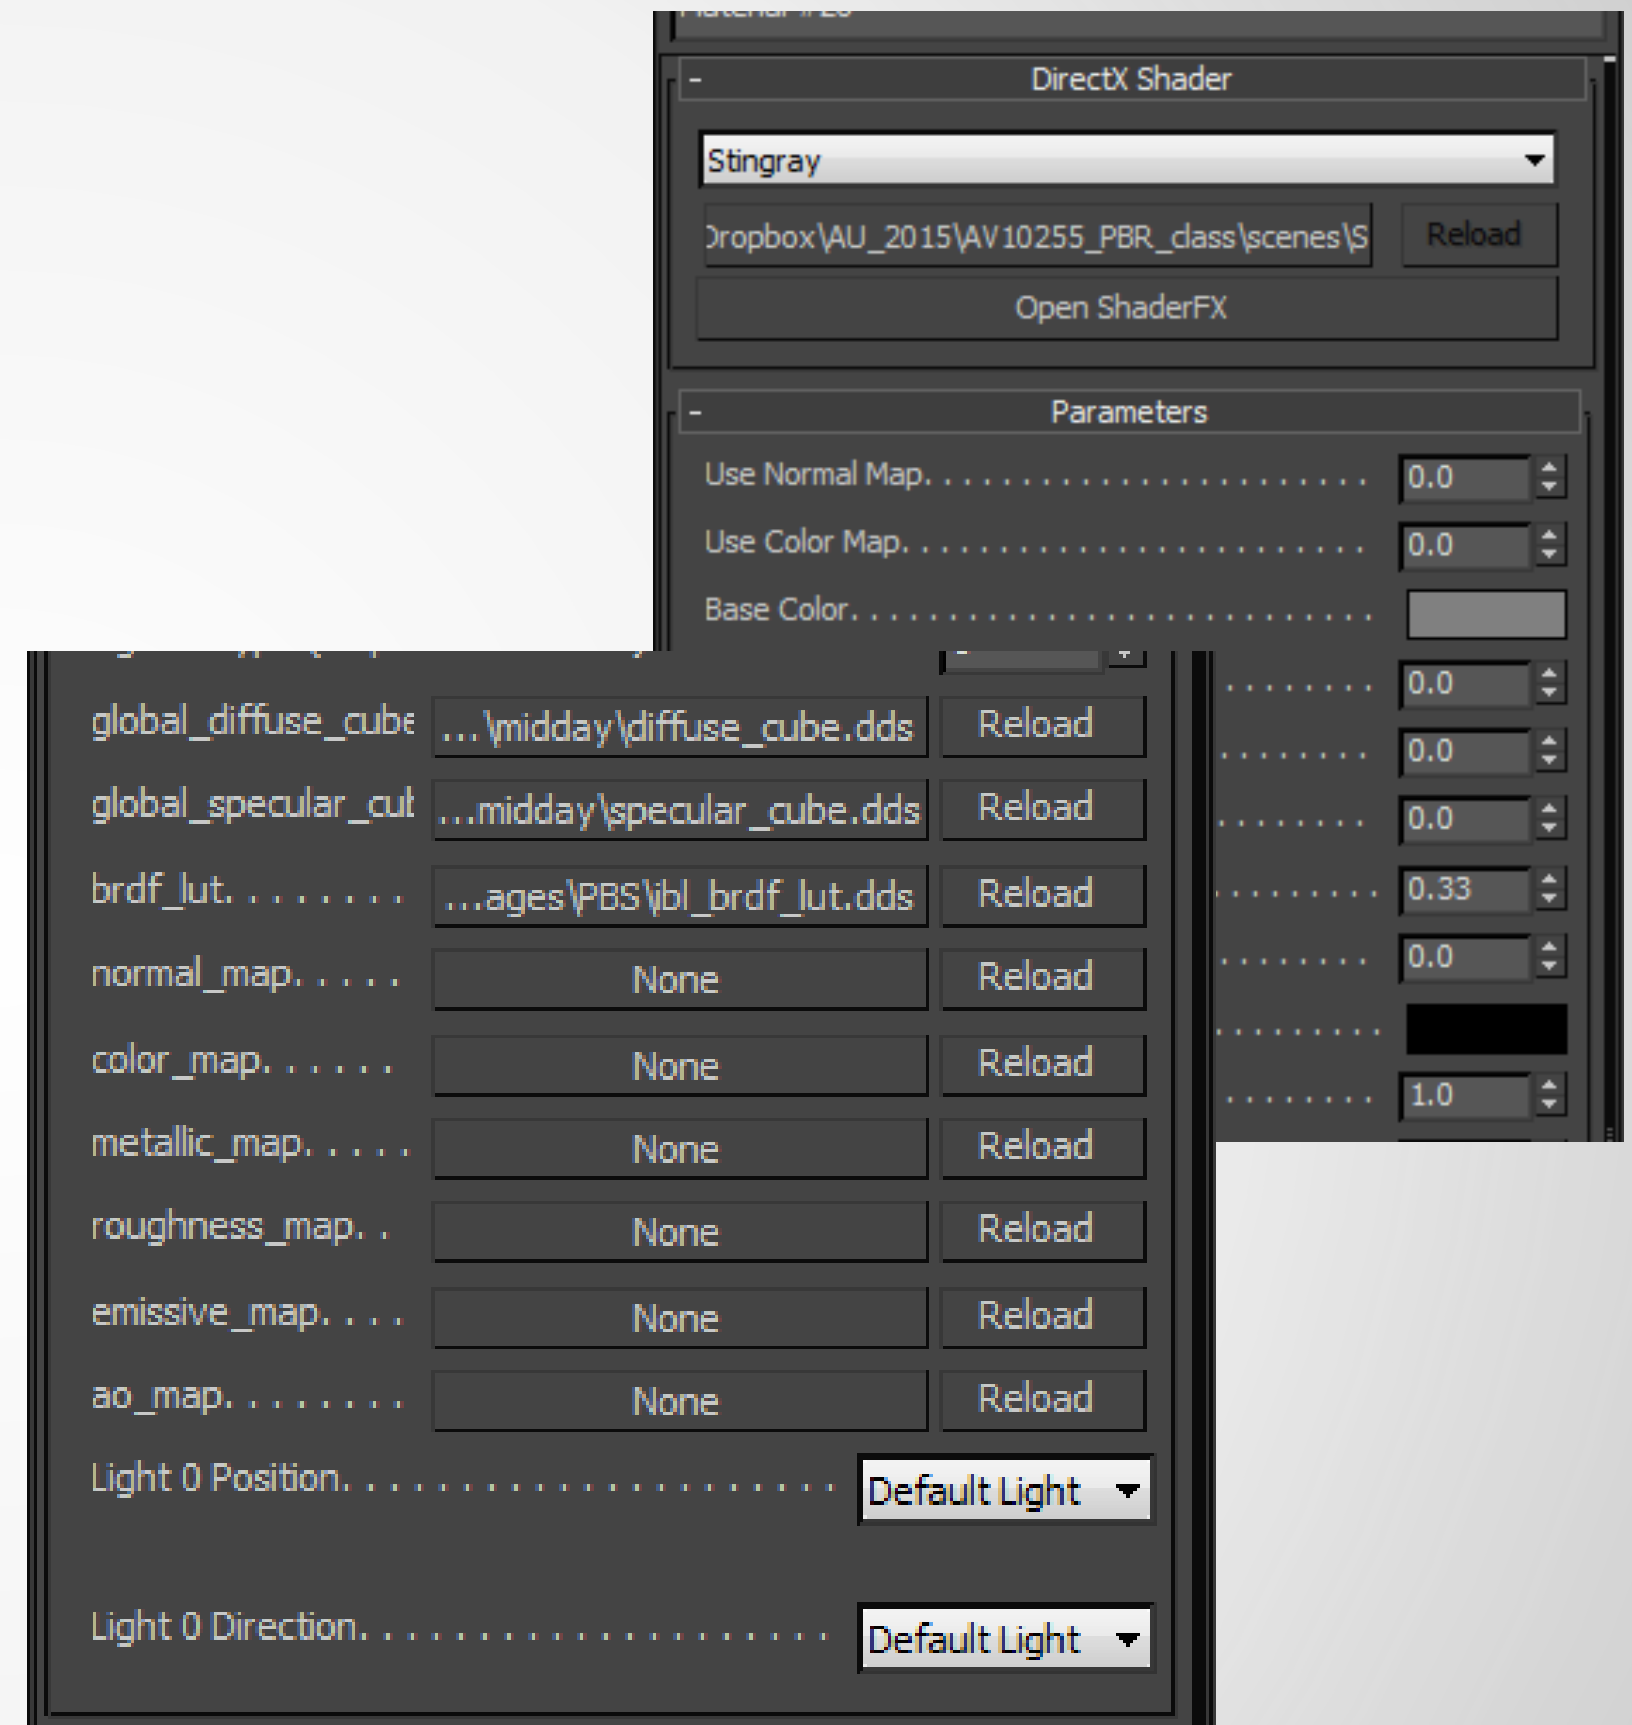 DirectX Shader
Stingray
Dropbox\AU_2015\AV10255_PBR_class\scenes\S
Reload
Open ShaderFX
Parameters
Use Normal Map. . . . . . . . . . . . . . . . . . . . . . . 0.0
Use Color Map. . . . . . . . . . . . . . . . . . . . . . . . 0.0
Base Color. . . . . . . . . . . . . . . . . . . . . . . . . . .
0.0
0.0
0.0
0.33
0.0
1.0
global_diffuse_cube ...\midday\diffuse_cube.dds Reload
global_specular_cub ...midday\specular_cube.dds Reload
brdf_lut. . . . . . . . ...ages\PBS\ibl_brdf_lut.dds Reload
normal_map. . . . . None Reload
color_map. . . . . . None Reload
metallic_map. . . . . None Reload
roughness_map. . None Reload
emissive_map. . . . None Reload
ao_map. . . . . . . . None Reload
Light 0 Position. . . . . . . . . . . . . . . . . . . . . Default Light
Light 0 Direction. . . . . . . . . . . . . . . . . . . . Default Light